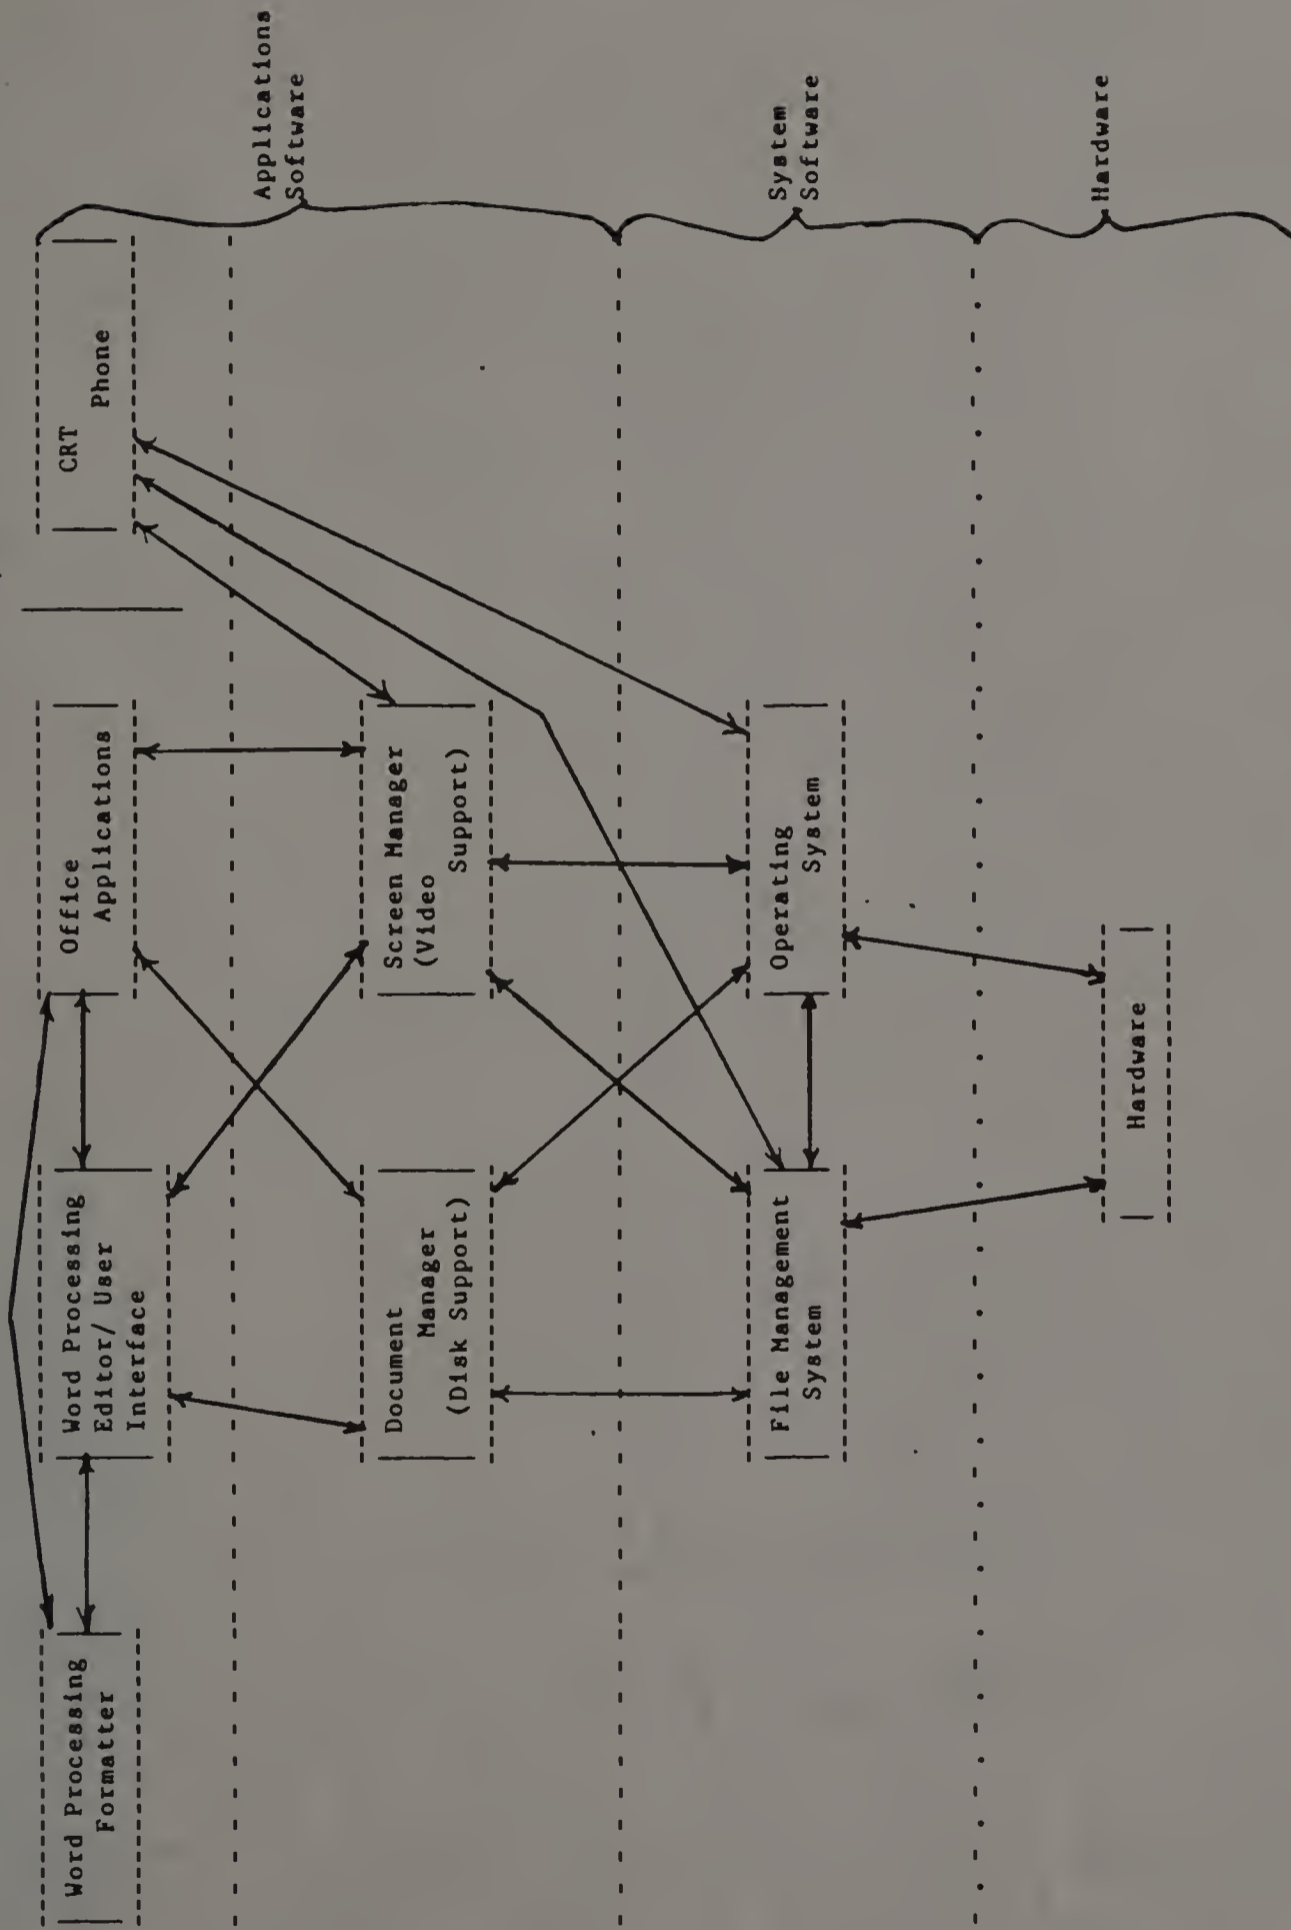 Word Processing
Formatter
Word Processing
Editor/ User
Interface
Office
Applications
CRT
Phone
Applications
Software
Document
Manager
(Disk Support)
Screen Manager
(Video
Support)
File Management
System
Operating
System
System
Software
Hardware
Hardware